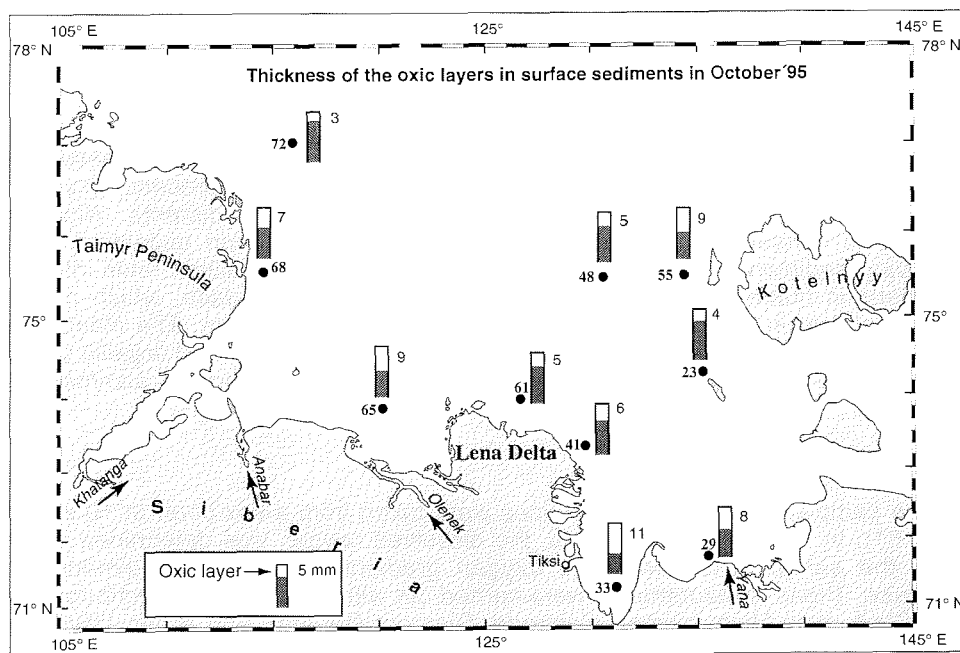 105° E
125°
145° E
78° N
78° N
Thickness of the oxic layers in surface sediments in October´95
3
72
7
68
Taimyr Peninsula
5
48
9
55
Kotelnyy
75°
75°
4
23
9
65
5
61
6
41
Lena Delta
Khatanga
Anabar
Olenek
Siberia
11
33
Tiksi
8
29
Yana
Oxic layer
5 mm
71° N
71° N
105° E
125°
145° E